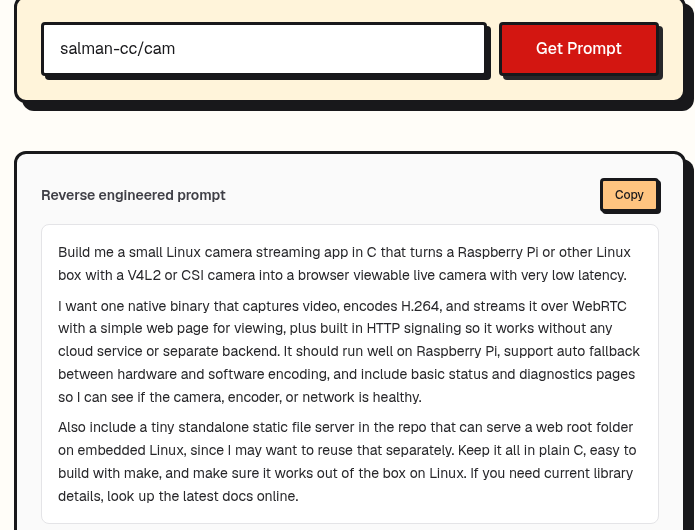 salman-cc/cam
Get Prompt
Reverse engineered prompt
Copy
Build me a small Linux camera streaming app in C that turns a Raspberry Pi or other Linux
box with a V4L2 or CSI camera into a browser viewable live camera with very low latency.
I want one native binary that captures video, encodes H.264, and streams it over WebRTC
with a simple web page for viewing, plus built in HTTP signaling so it works without any
cloud service or separate backend. It should run well on Raspberry Pi, support auto fallback
between hardware and software encoding, and include basic status and diagnostics pages
so I can see if the camera, encoder, or network is healthy.
Also include a tiny standalone static file server in the repo that can serve a web root folder
on embedded Linux, since I may want to reuse that separately. Keep it all in plain C, easy to
build with make, and make sure it works out of the box on Linux. If you need current library
details, look up the latest docs online.